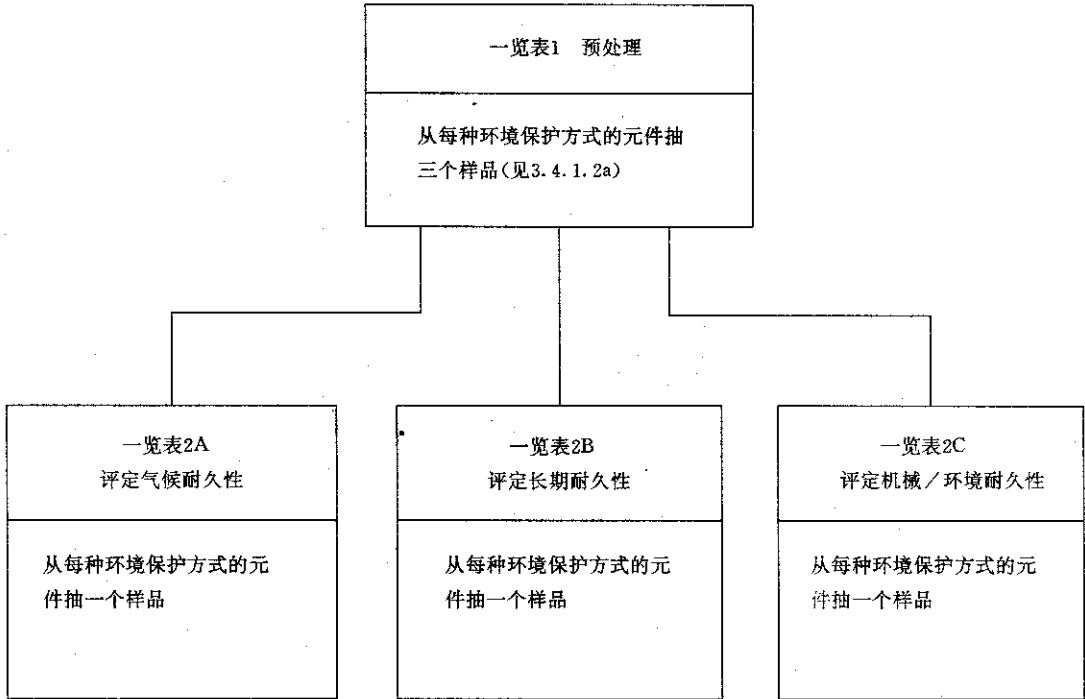 一览表1 预处理
从每种环境保护方式的元件抽
三个样品(见3.4.1.2a)
一览表2A
评定气候耐久性
从每种环境保护方式的元
件抽一个样品
一览表2B
评定长期耐久性
从每种环境保护方式的元
件抽一个样品
一览表2C
评定机械/环境耐久性
从每种环境保护方式的元
件抽一个样品